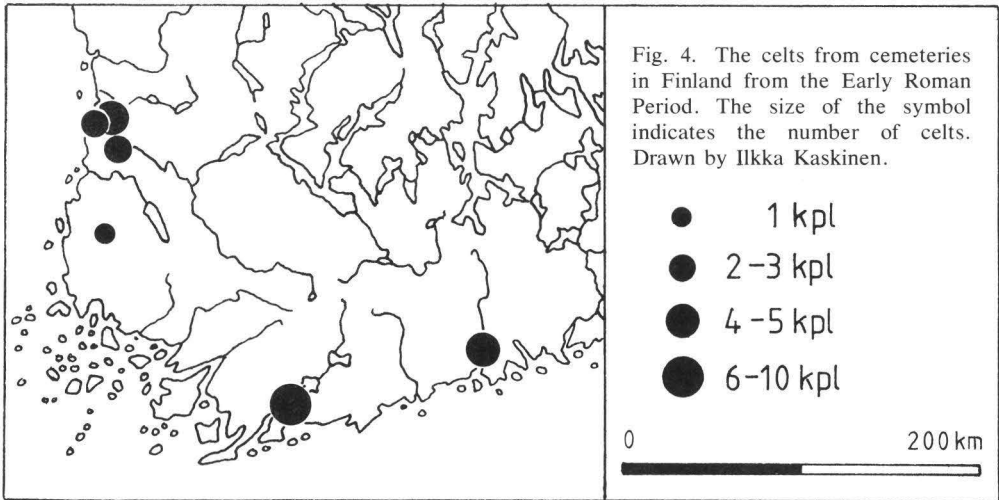 Fig. 4. The celts from cemeteries
in Finland from the Early Roman
Period. The size of the symbol
indicates the number of celts.
Drawn by Ilkka Kaskinen.
1 kpl
2-3 kpl
4-5 kpl
6-10 kpl
0 200 km